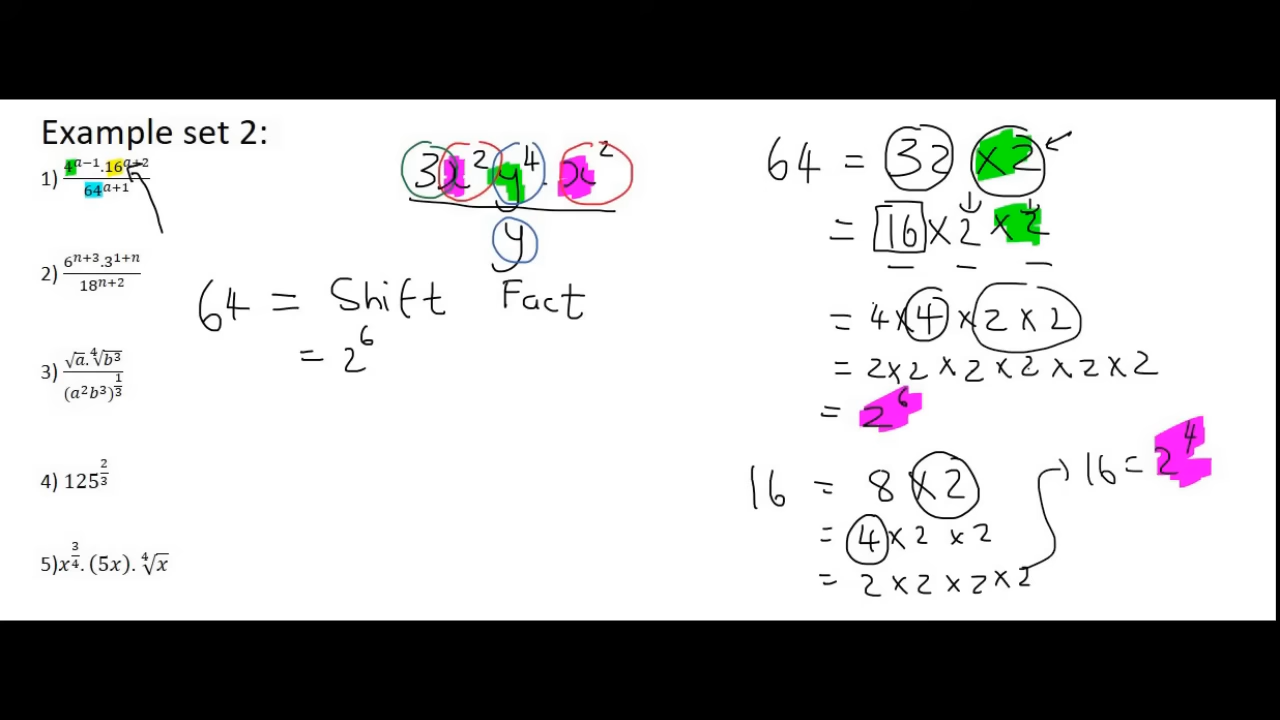 Example set 2:
1) 4^{a−1}.16^{a+2} / 64^{a+1}
2) 6^{n+3}.3^{1+n} / 18^{n+2}
3) √a.∜b³ / (a²b³)^{1/3}
4) 125^{2/3}
5)x^{3/4}. (5x). ∜x
3x² y⁴ . x² / y
64 = Shift Fact
= 2⁶
64 = 32 ×2
= 16 ×2 ×2
= 4×4 ×2 × 2
= 2×2 ×2 ×2 ×2 ×2
= 2⁶
16 = 8 ×2
= 4 ×2 ×2
= 2 ×2 ×2 ×2
16 = 2⁴